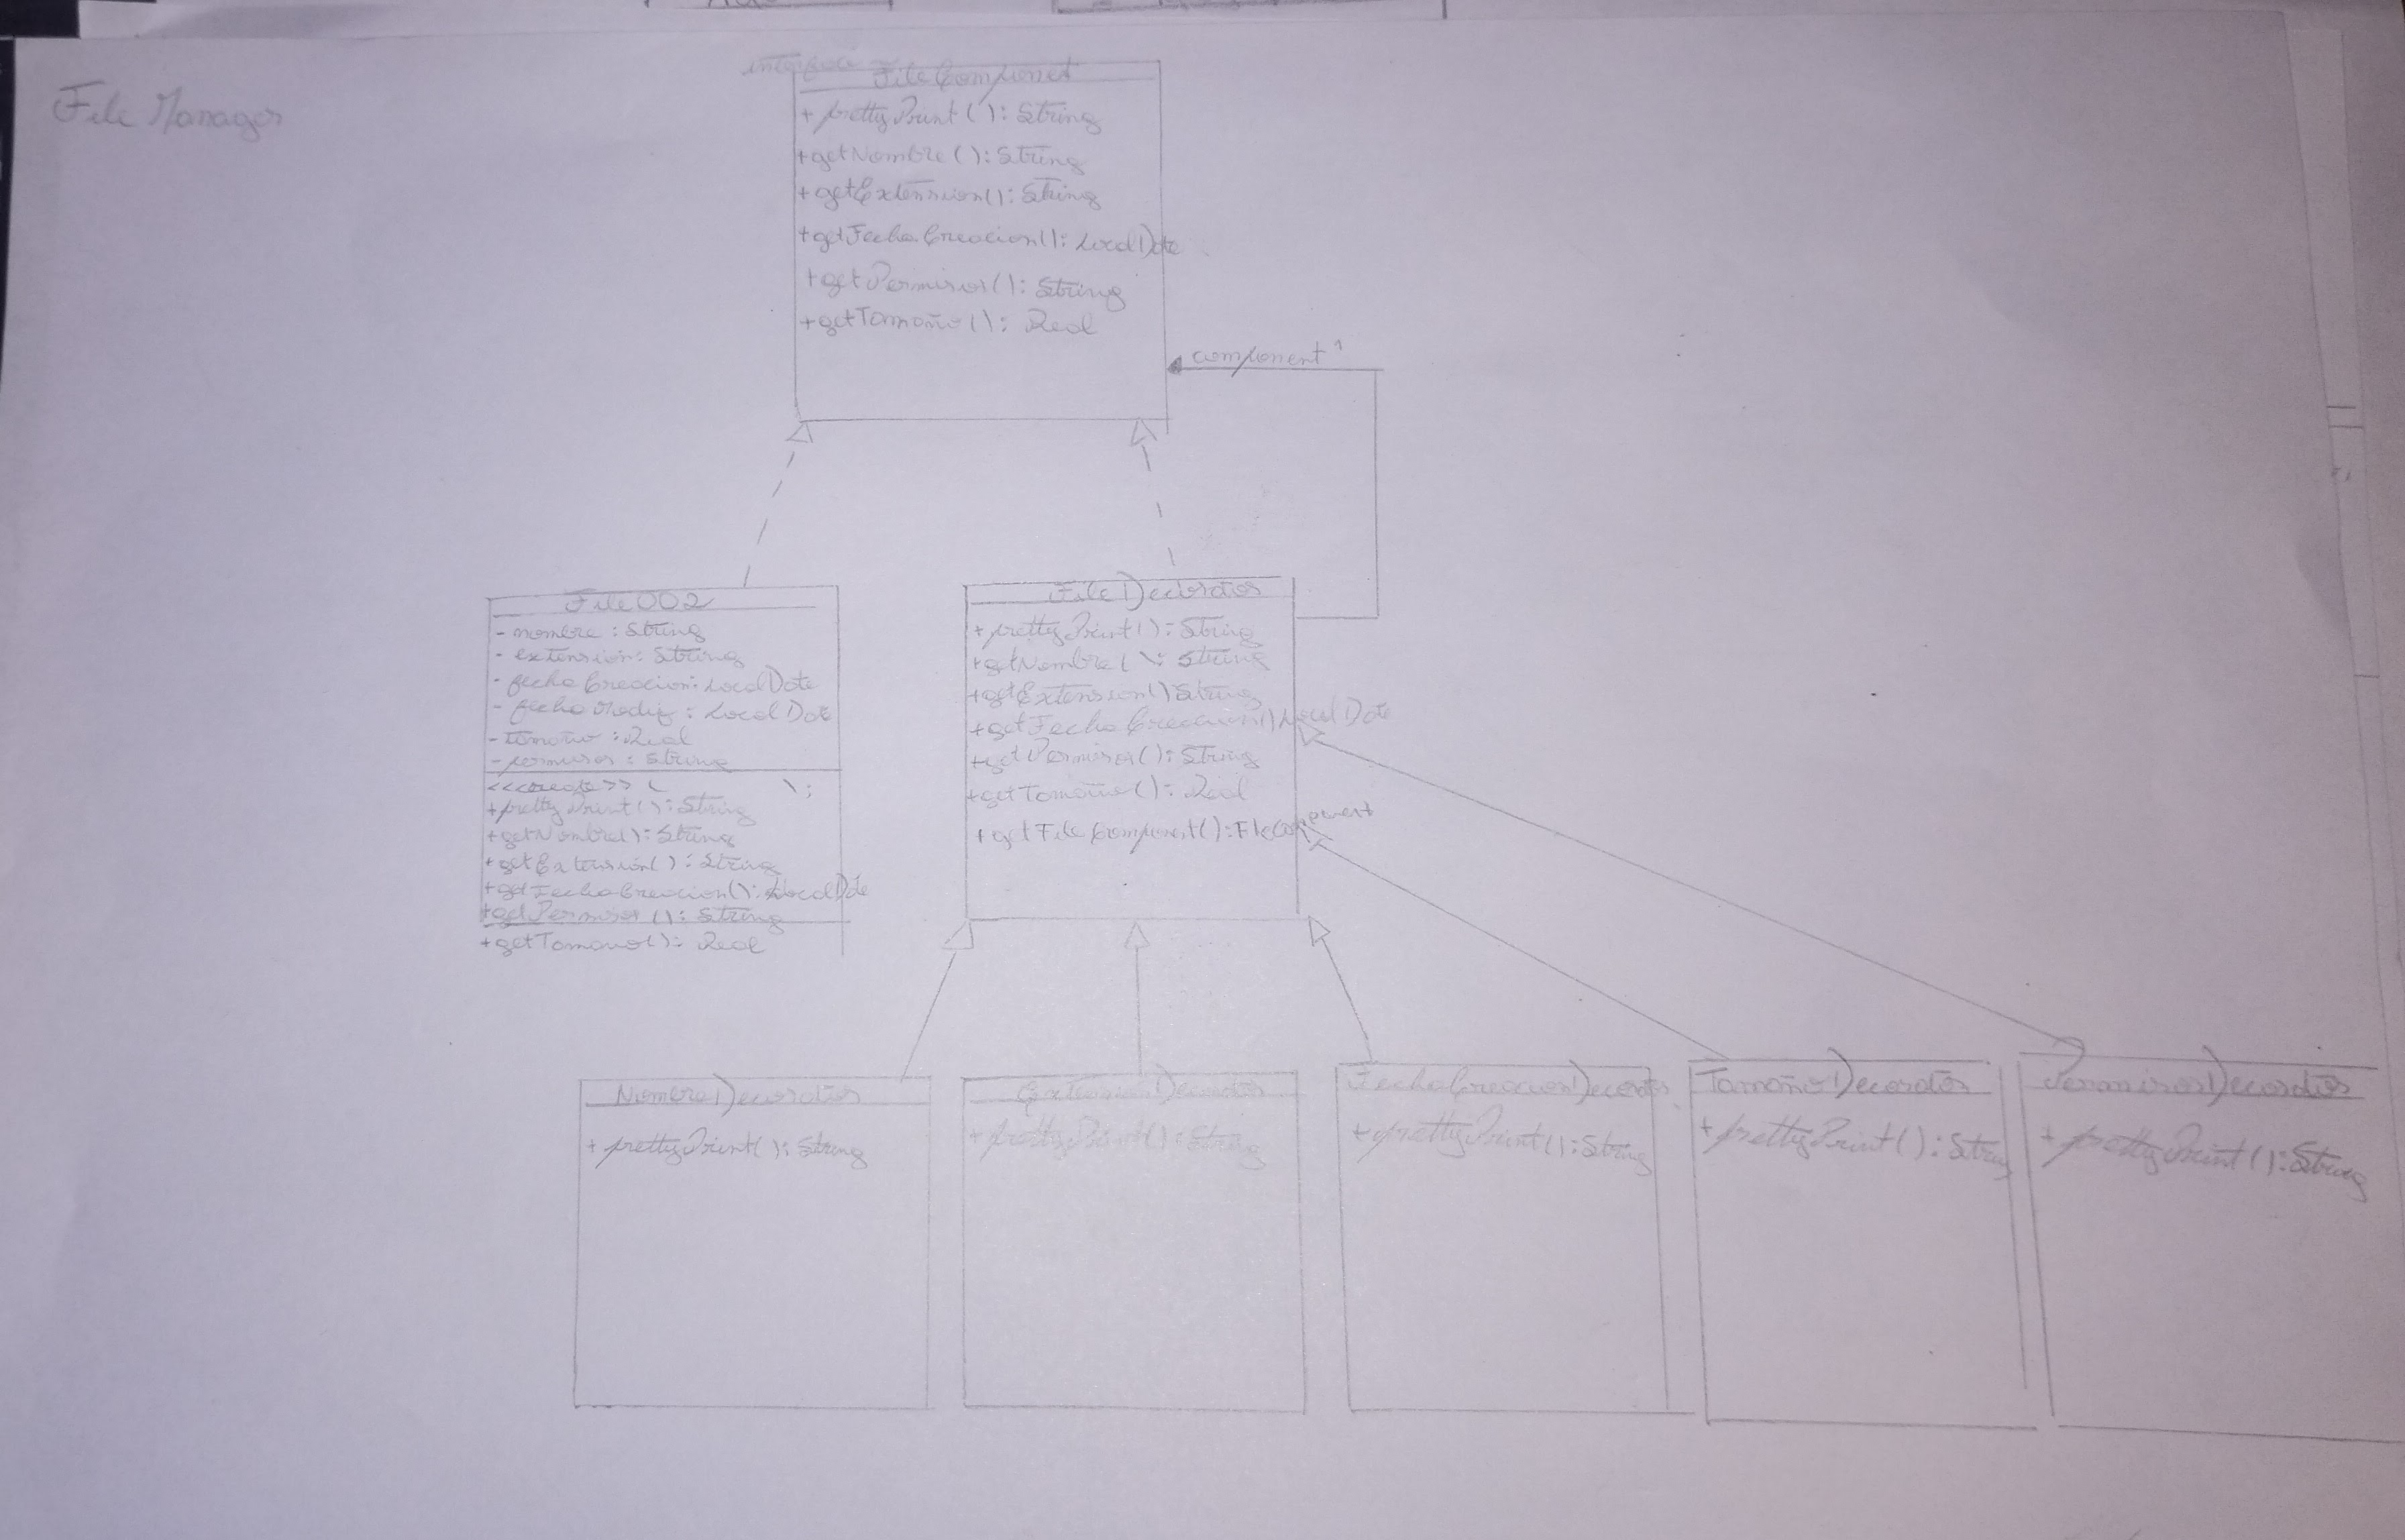 File Manager
interface
FileComponet
+ prettyPrint ( ): String
+getNombre ( ): String
+ getExtension(): String
+getFechaCreacion(): LocalDate
+getPermisos(): String
+getTamaño ( ): Real
component 1
File002
- nombre : String
- extension: String
- fechaCreacion: LocalDate
- fechaModif : LocalDate
- tamaño : Real
- permisos : String
<<create>> ( );
+prettyPrint( ): String
+getNombre( ): String
+getExtension( ): String
+getFechaCreacion(): LocalDate
+getPermisos (): String
+getTamano( ): Real
FileDecorator
+ prettyPrint( ): String
+getNombre( ): String
+getExtension( ) String
+getFechaCreacion() LocalDate
+getPermisos( ): String
+getTamaño( ): Real
+getFileComponent():FileComponent
NombreDecorator
+ prettyPrint( ): String
ExtensionDecorator
+ prettyPrint( ): String
FechaCreacionDecorator
+ prettyPrint():String
TamañoDecorator
+ prettyPrint( ): String
PermisosDecorator
+ prettyPrint ( ):String